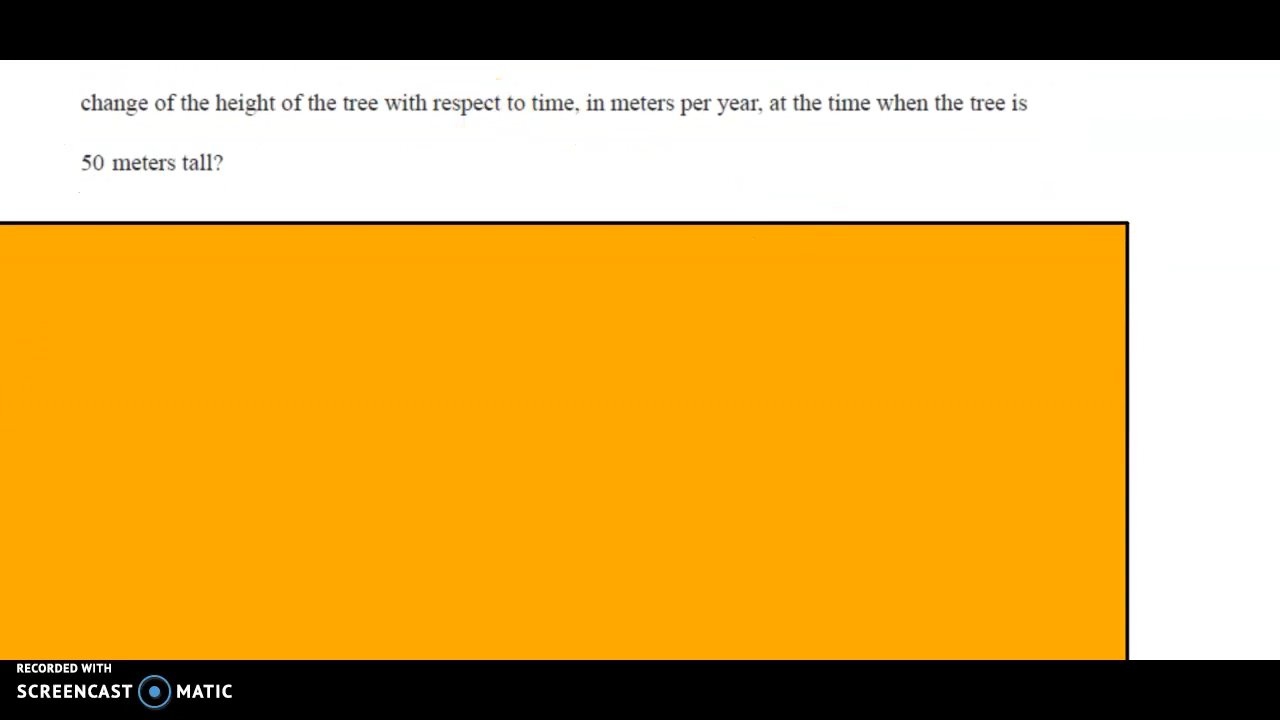 change of the height of the tree with respect to time, in meters per year, at the time when the tree is
50 meters tall?
RECORDED WITH
SCREENCAST MATIC